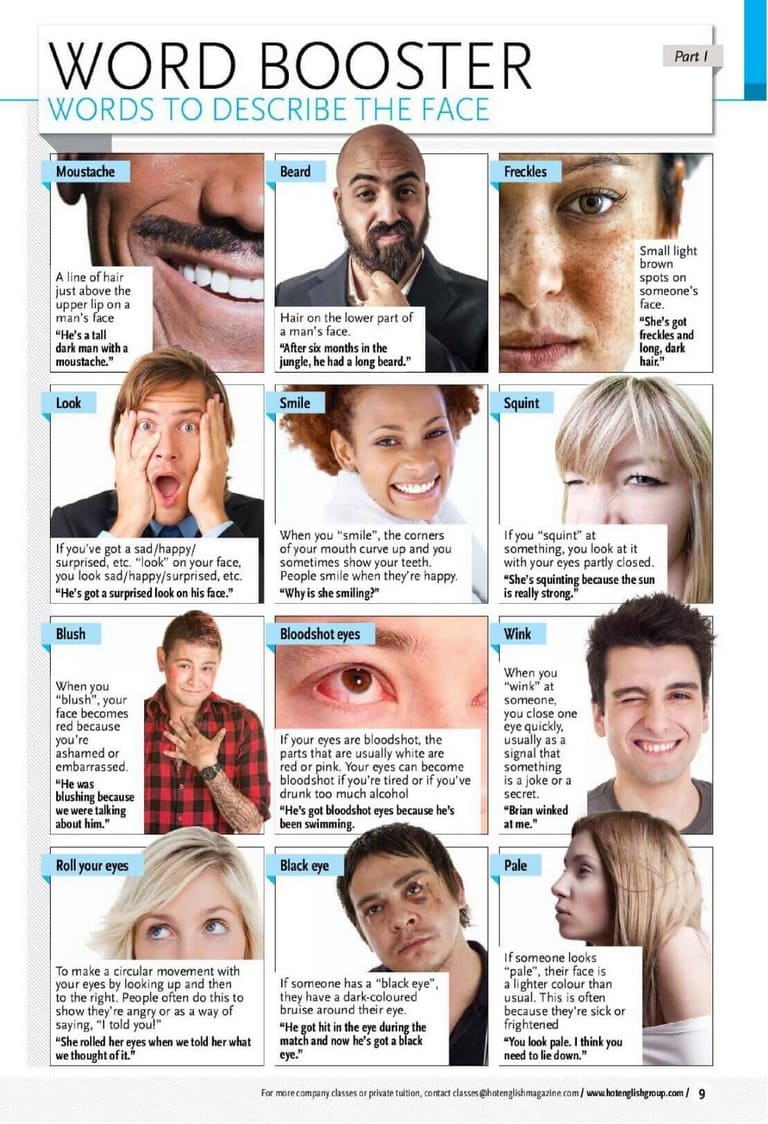 WORD BOOSTER
Part 1
WORDS TO DESCRIBE THE FACE
Moustache
A line of hair
just above the
upper lip on a
man's face
“He's a tall
dark man with a
moustache.”
Beard
Hair on the lower part of
a man's face.
“After six months in the
jungle, he had a long beard.”
Freckles
Small light
brown
spots on
someone's
face.
“She's got
freckles and
long, dark
hair.”
Look
If you've got a sad/happy/
surprised, etc. “look” on your face,
you look sad/happy/surprised, etc.
“He's got a surprised look on his face.”
Smile
When you “smile”, the corners
of your mouth curve up and you
sometimes show your teeth.
People smile when they're happy.
“Why is she smiling?”
Squint
If you “squint” at
something, you look at it
with your eyes partly closed.
“She's squinting because the sun
is really strong.”
Blush
When you
“blush”, your
face becomes
red because
you're
ashamed or
embarrassed.
“He was
blushing because
we were talking
about him.”
Bloodshot eyes
If your eyes are bloodshot, the
parts that are usually white are
red or pink. Your eyes can become
bloodshot if you're tired or if you've
drunk too much alcohol
“He's got bloodshot eyes because he's
been swimming.
Wink
When you
“wink” at
someone,
you close one
eye quickly,
usually as a
signal that
something
is a joke or a
secret.
“Brian winked
at me.”
Roll your eyes
To make a circular movement with
your eyes by looking up and then
to the right. People often do this to
show they're angry or as a way of
saying, “I told you!”
“She rolled her eyes when we told her what
we thought of it.”
Black eye
If someone has a “black eye”,
they have a dark-coloured
bruise around their eye.
“He got hit in the eye during the
match and now he's got a black
eye.”
Pale
If someone looks
“pale”, their face is
a lighter colour than
usual. This is often
because they're sick or
frightened
“You look pale. I think you
need to lie down.”
For more company classes or private tuition, contact classes@hotenglishmagazine.com / www.hotenglishgroup.com / 9